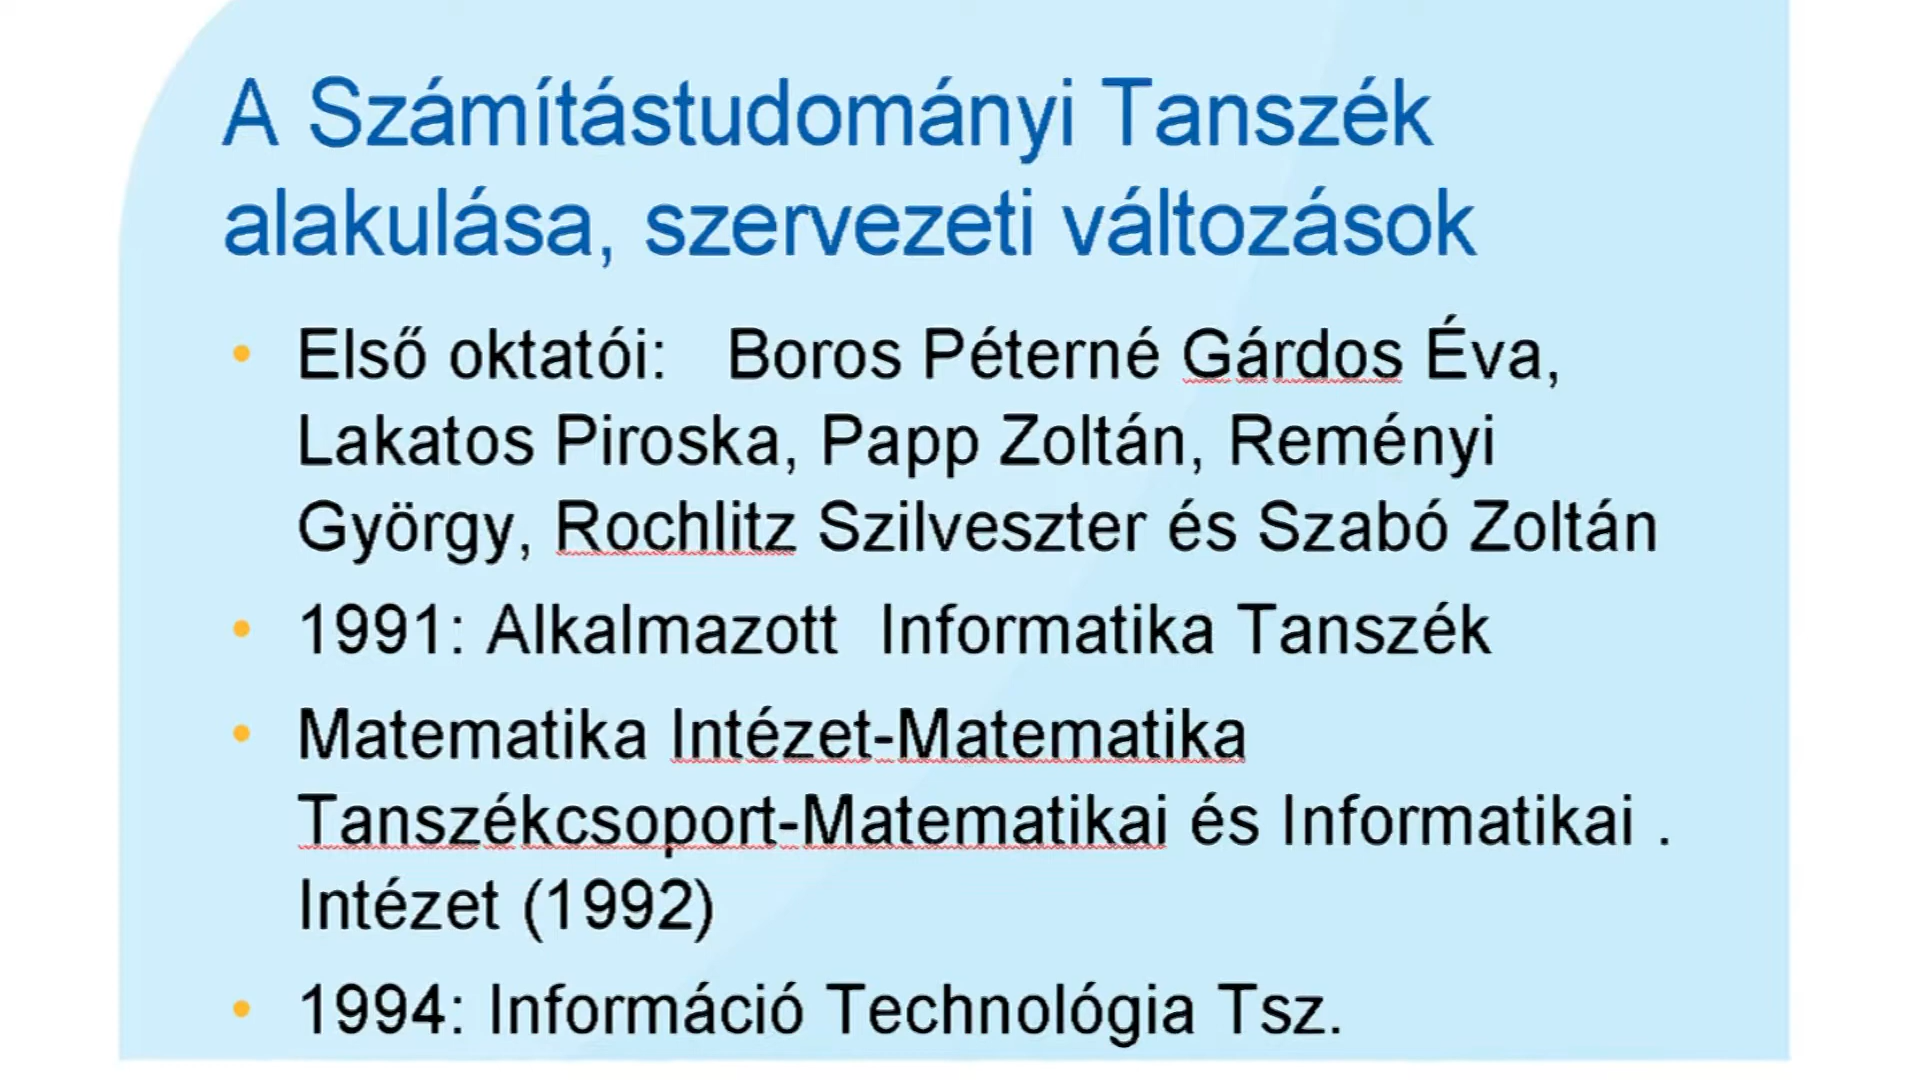 A Számítástudományi Tanszék
alakulása, szervezeti változások
• Első oktatói:   Boros Péterné Gárdos Éva,
Lakatos Piroska, Papp Zoltán, Reményi
György, Rochlitz Szilveszter és Szabó Zoltán
• 1991: Alkalmazott  Informatika Tanszék
• Matematika Intézet-Matematika
Tanszékcsoport-Matematikai és Informatikai .
Intézet (1992)
• 1994: Információ Technológia Tsz.